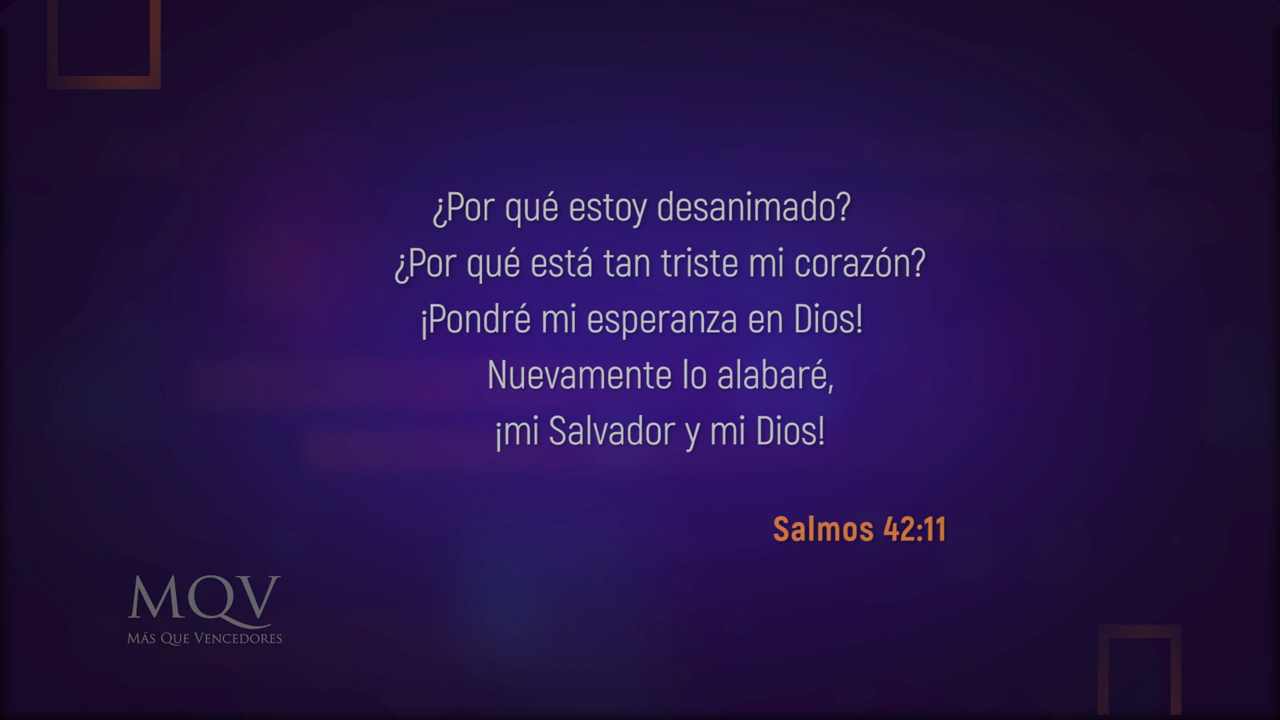 ¿Por qué estoy desanimado?
¿Por qué está tan triste mi corazón?
¡Pondré mi esperanza en Dios!
Nuevamente lo alabaré,
¡mi Salvador y mi Dios!
Salmos 42:11
MQV
MÁS QUE VENCEDORES